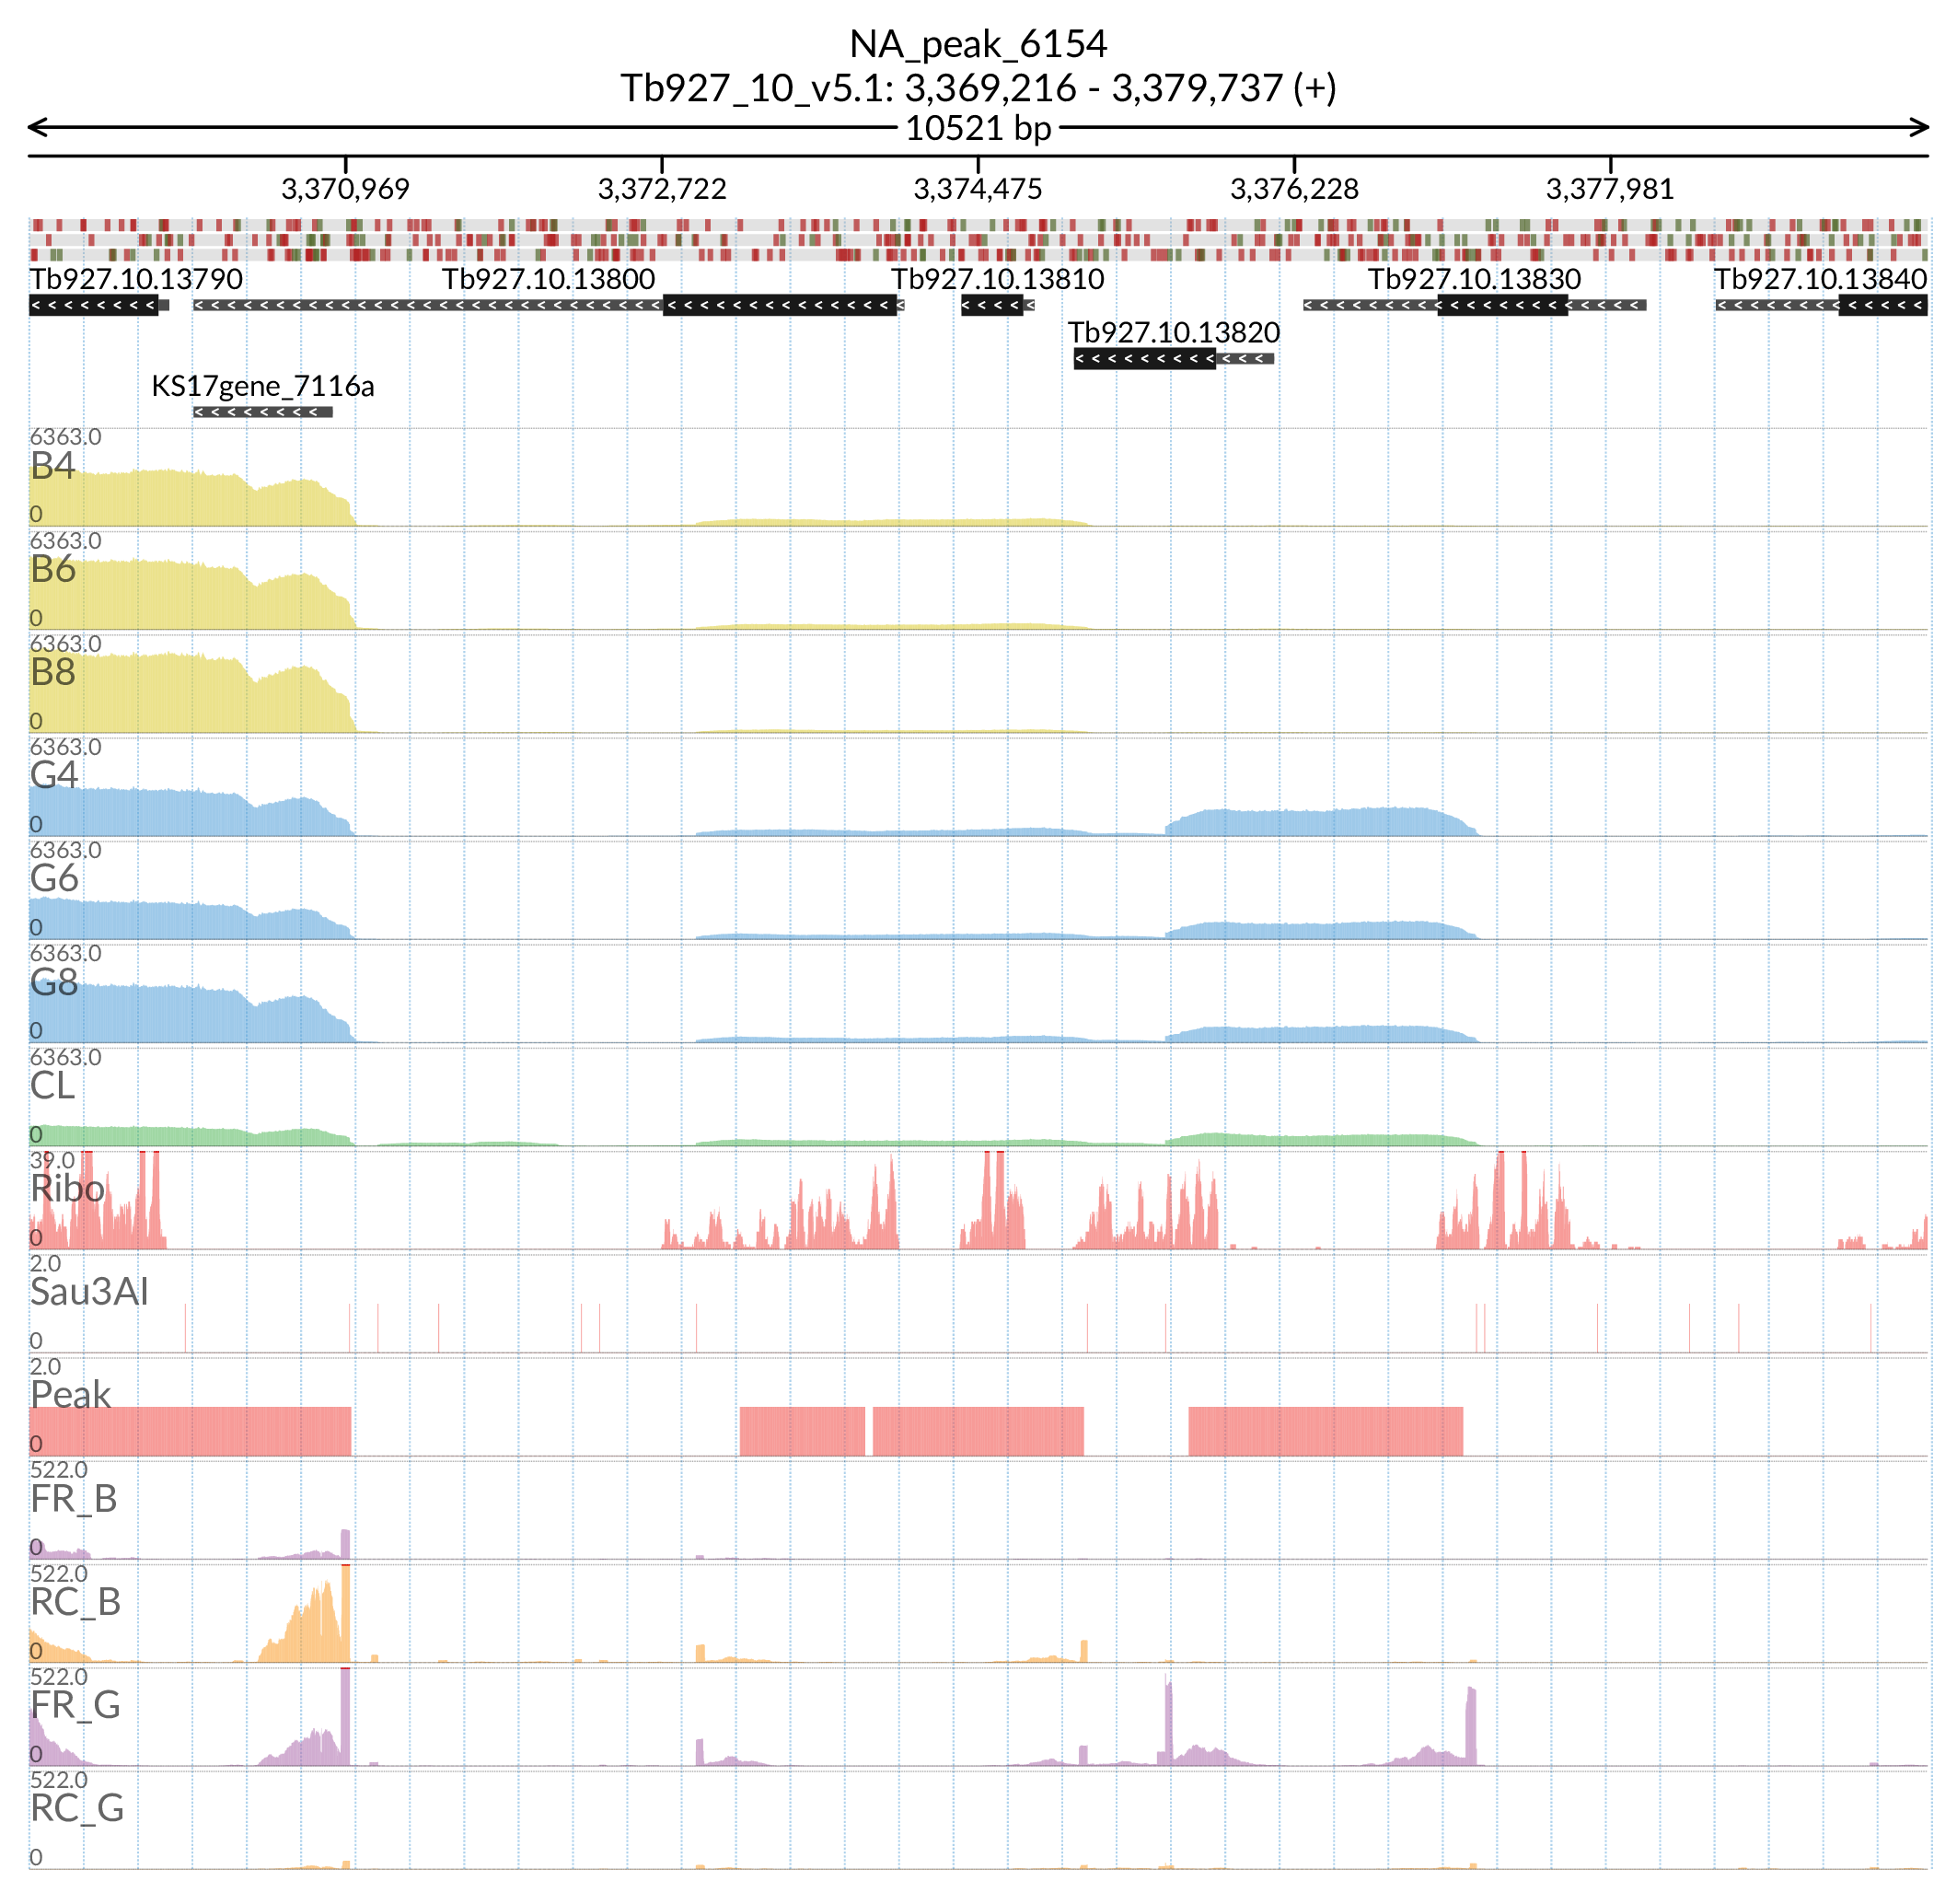 NA_peak_6154
Tb927_10_v5.1: 3,369,216 - 3,379,737 (+)
10521 bp
3,370,969 3,372,722 3,374,475 3,376,228 3,377,981
Tb927.10.13790 Tb927.10.13800 Tb927.10.13810 Tb927.10.13830 Tb927.10.13840
Tb927.10.13820
KS17gene_7116a
6363.0
B4
0
6363.0
B6
0
6363.0
B8
0
6363.0
G4
0
6363.0
G6
0
6363.0
G8
0
6363.0
CL
0
39.0
Ribo
0
2.0
Sau3AI
0
2.0
Peak
0
522.0
FR_B
0
522.0
RC_B
0
522.0
FR_G
0
522.0
RC_G
0